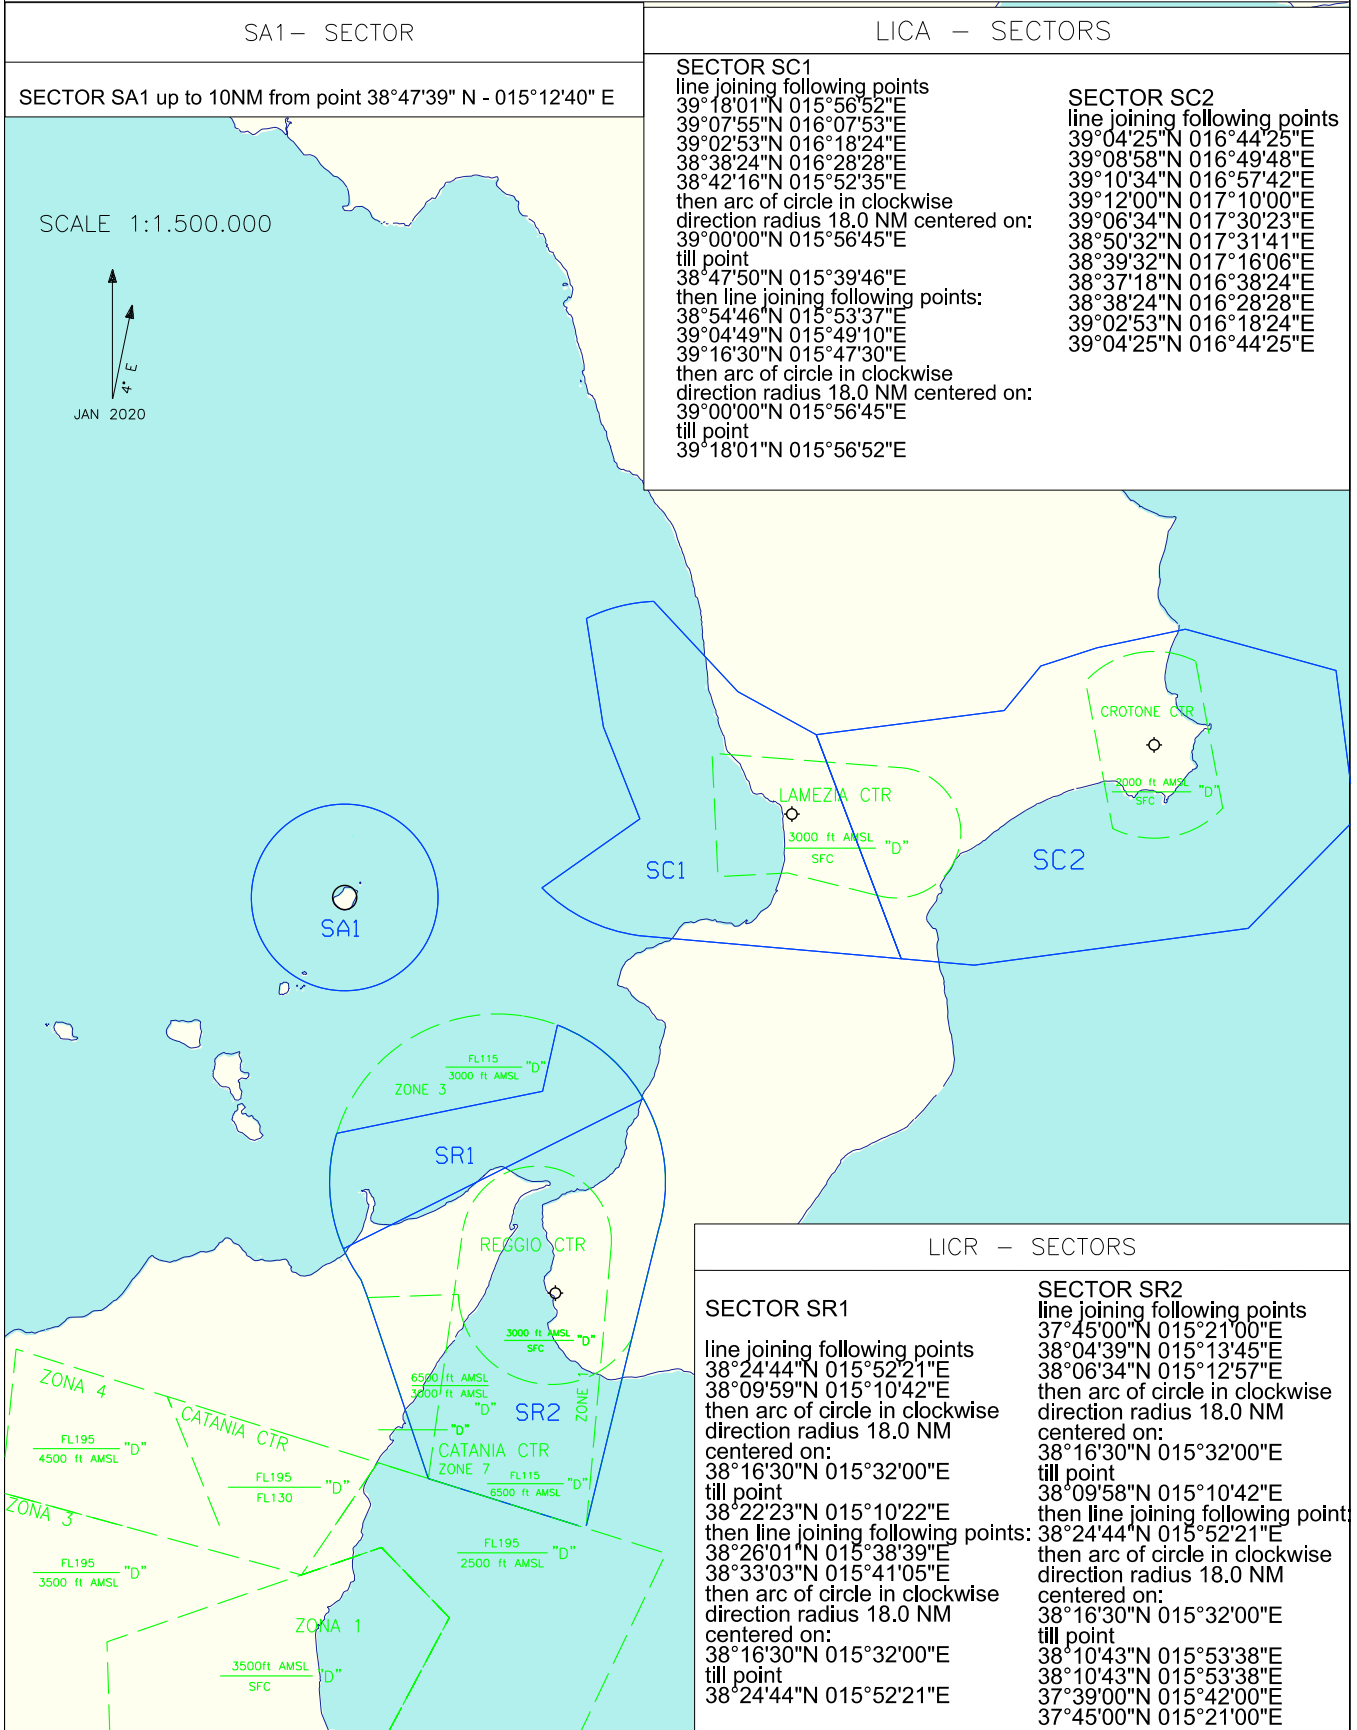 SA1- SECTOR
SECTOR SA1 up to 10NM from point 38°47'39" N - 015°12'40" E
LICA - SECTORS
SECTOR SC1
line joining following points
39°18'01"N 015°56'52"E
39°07'55"N 016°07'53"E
39°02'53"N 016°18'24"E
38°38'24"N 016°28'28"E
38°42'16"N 015°52'35"E
then arc of circle in clockwise
direction radius 18.0 NM centered on:
39°00'00"N 015°56'45"E
till point
38°47'50"N 015°39'46"E
then line joining following points:
38°54'46"N 015°53'37"E
39°04'49"N 015°49'10"E
39°16'30"N 015°47'30"E
then arc of circle in clockwise
direction radius 18.0 NM centered on:
39°00'00"N 015°56'45"E
till point
39°18'01"N 015°56'52"E
SECTOR SC2
line joining following points
39°04'25"N 016°44'25"E
39°08'58"N 016°49'48"E
39°10'34"N 016°57'42"E
39°12'00"N 017°10'00"E
39°06'34"N 017°30'23"E
38°50'32"N 017°31'41"E
38°39'32"N 017°16'06"E
38°37'18"N 016°38'24"E
38°38'24"N 016°28'28"E
39°02'53"N 016°18'24"E
39°04'25"N 016°44'25"E
SCALE 1:1.500.000
4° E
JAN 2020
CROTONE CTR
2000 ft AMSL
SFC
"D"
LAMEZIA CTR
3000 ft AMSL
SFC
"D"
SC1
SC2
SA1
FL115
3000 ft AMSL
"D"
ZONE 3
SR1
REGGIO CTR
3000 ft AMSL
SFC
"D"
6500 ft AMSL
3000 ft AMSL
"D"
"D"
SR2
ZONE 1
CATANIA CTR
ZONE 7
FL115
6500 ft AMSL
"D"
FL195
2500 ft AMSL
"D"
ZONA 4
CATANIA CTR
FL195
4500 ft AMSL
"D"
FL195
FL130
"D"
ZONA 3
FL195
3500 ft AMSL
"D"
ZONA 1
3500ft AMSL
SFC
"D"
LICR - SECTORS
SECTOR SR1
line joining following points
38°24'44"N 015°52'21"E
38°09'59"N 015°10'42"E
then arc of circle in clockwise
direction radius 18.0 NM
centered on:
38°16'30"N 015°32'00"E
till point
38°22'23"N 015°10'22"E
then line joining following points:
38°26'01"N 015°38'39"E
38°33'03"N 015°41'05"E
then arc of circle in clockwise
direction radius 18.0 NM
centered on:
38°16'30"N 015°32'00"E
till point
38°24'44"N 015°52'21"E
SECTOR SR2
line joining following points
37°45'00"N 015°21'00"E
38°04'39"N 015°13'45"E
38°06'34"N 015°12'57"E
then arc of circle in clockwise
direction radius 18.0 NM
centered on:
38°16'30"N 015°32'00"E
till point
38°09'58"N 015°10'42"E
then line joining following point:
38°24'44"N 015°52'21"E
then arc of circle in clockwise
direction radius 18.0 NM
centered on:
38°16'30"N 015°32'00"E
till point
38°10'43"N 015°53'38"E
38°10'43"N 015°53'38"E
37°39'00"N 015°42'00"E
37°45'00"N 015°21'00"E